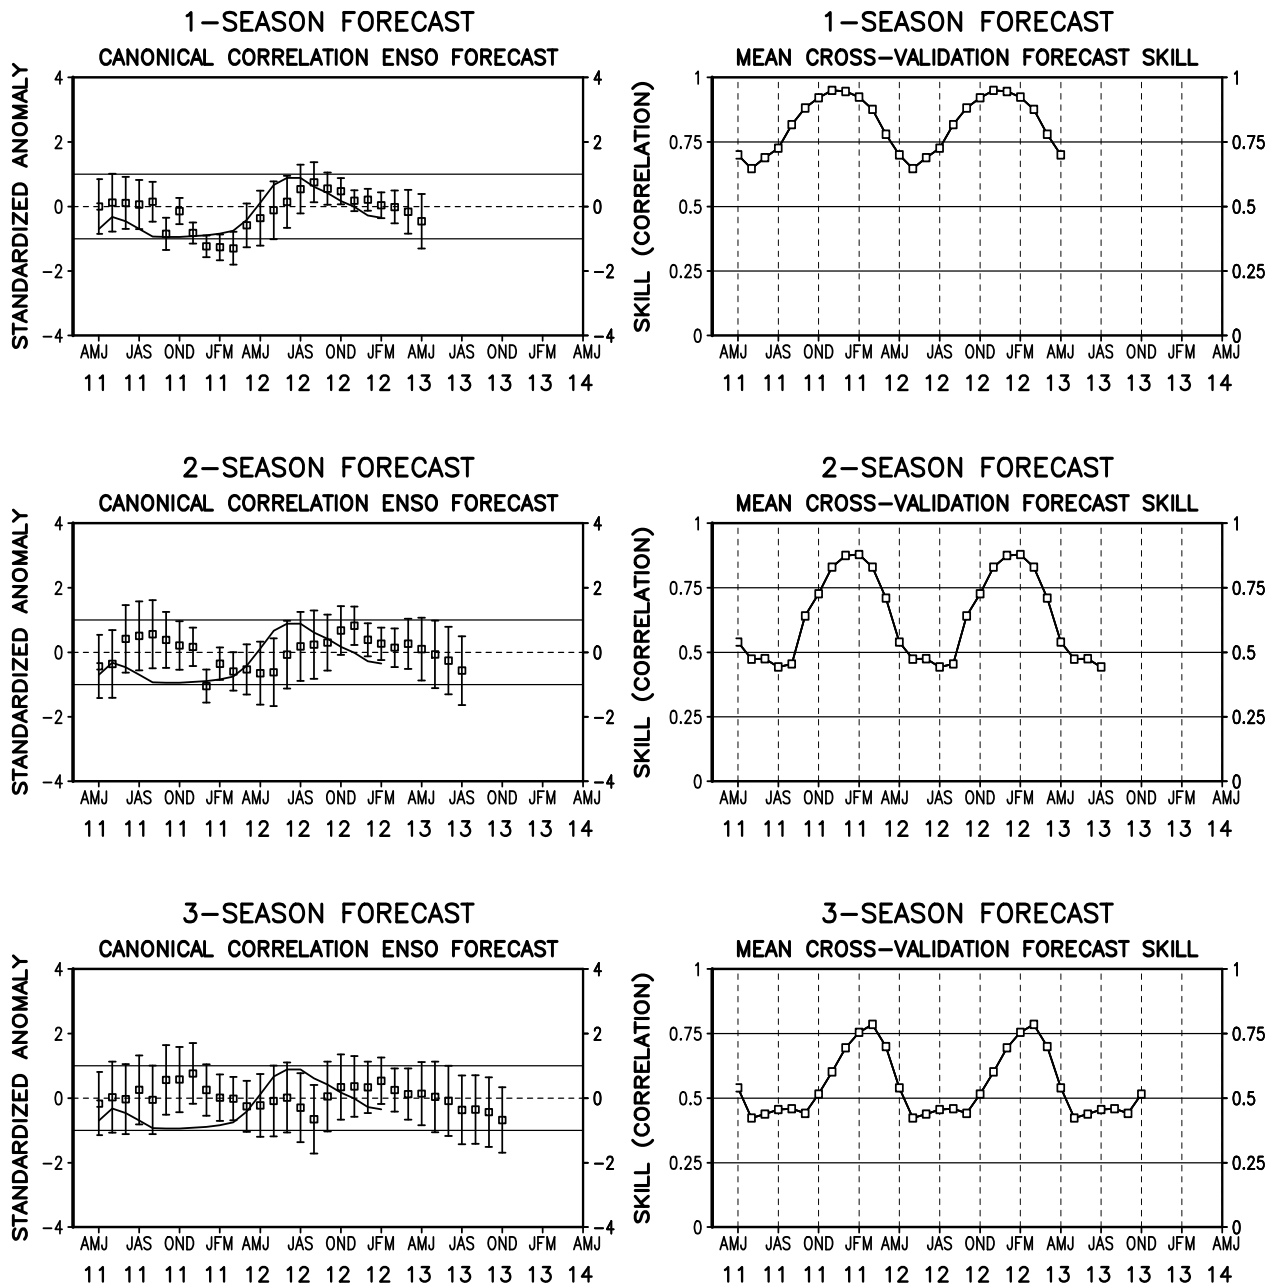 1-SEASON FORECAST
CANONICAL CORRELATION ENSO FORECAST
STANDARDIZED ANOMALY
4 4
2 2
0 0
-2 -2
-4 -4
AMJ JAS OND JFM AMJ JAS OND JFM AMJ JAS OND JFM AMJ
11 11 11 11 12 12 12 12 13 13 13 13 14
1-SEASON FORECAST
MEAN CROSS-VALIDATION FORECAST SKILL
SKILL (CORRELATION)
1 1
0.75 0.75
0.5 0.5
0.25 0.25
0 0
AMJ JAS OND JFM AMJ JAS OND JFM AMJ JAS OND JFM AMJ
11 11 11 11 12 12 12 12 13 13 13 13 14
2-SEASON FORECAST
CANONICAL CORRELATION ENSO FORECAST
STANDARDIZED ANOMALY
4 4
2 2
0 0
-2 -2
-4 -4
AMJ JAS OND JFM AMJ JAS OND JFM AMJ JAS OND JFM AMJ
11 11 11 11 12 12 12 12 13 13 13 13 14
2-SEASON FORECAST
MEAN CROSS-VALIDATION FORECAST SKILL
SKILL (CORRELATION)
1 1
0.75 0.75
0.5 0.5
0.25 0.25
0 0
AMJ JAS OND JFM AMJ JAS OND JFM AMJ JAS OND JFM AMJ
11 11 11 11 12 12 12 12 13 13 13 13 14
3-SEASON FORECAST
CANONICAL CORRELATION ENSO FORECAST
STANDARDIZED ANOMALY
4 4
2 2
0 0
-2 -2
-4 -4
AMJ JAS OND JFM AMJ JAS OND JFM AMJ JAS OND JFM AMJ
11 11 11 11 12 12 12 12 13 13 13 13 14
3-SEASON FORECAST
MEAN CROSS-VALIDATION FORECAST SKILL
SKILL (CORRELATION)
1 1
0.75 0.75
0.5 0.5
0.25 0.25
0 0
AMJ JAS OND JFM AMJ JAS OND JFM AMJ JAS OND JFM AMJ
11 11 11 11 12 12 12 12 13 13 13 13 14